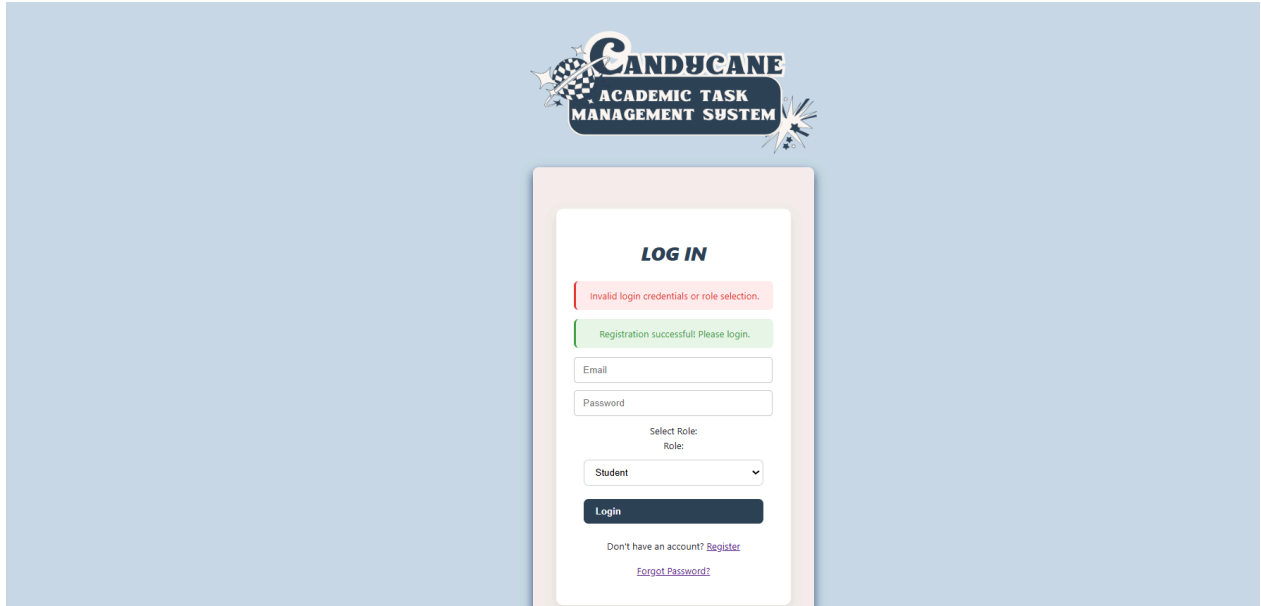 CANDYCANE
ACADEMIC TASK
MANAGEMENT SYSTEM
LOG IN
Invalid login credentials or role selection.
Registration successful! Please login.
Email
Password
Select Role:
Role:
Student
Login
Don't have an account? Register
Forgot Password?